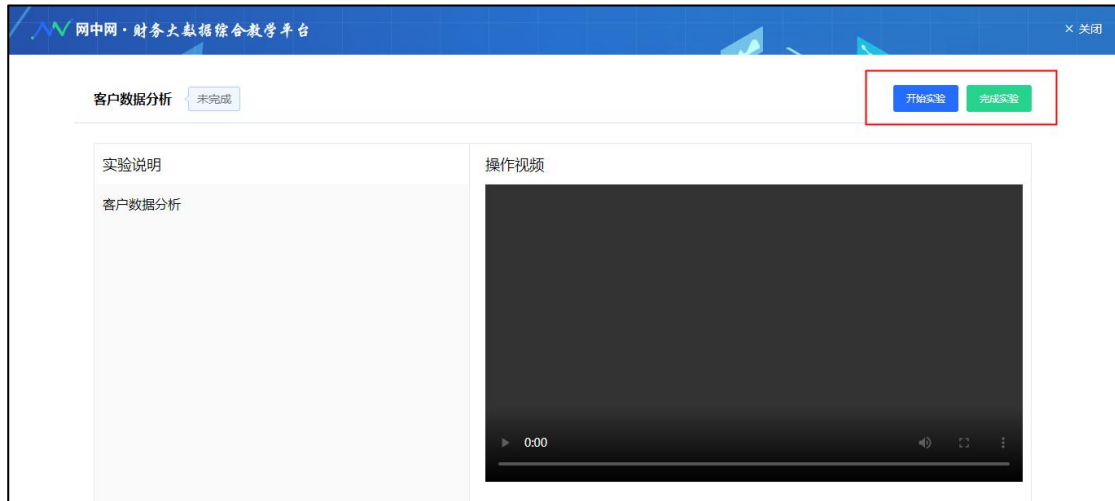 网中网·财务大数据综合教学平台
× 关闭
客户数据分析 未完成
开始实验 完成实验
实验说明
操作视频
客户数据分析
0:00